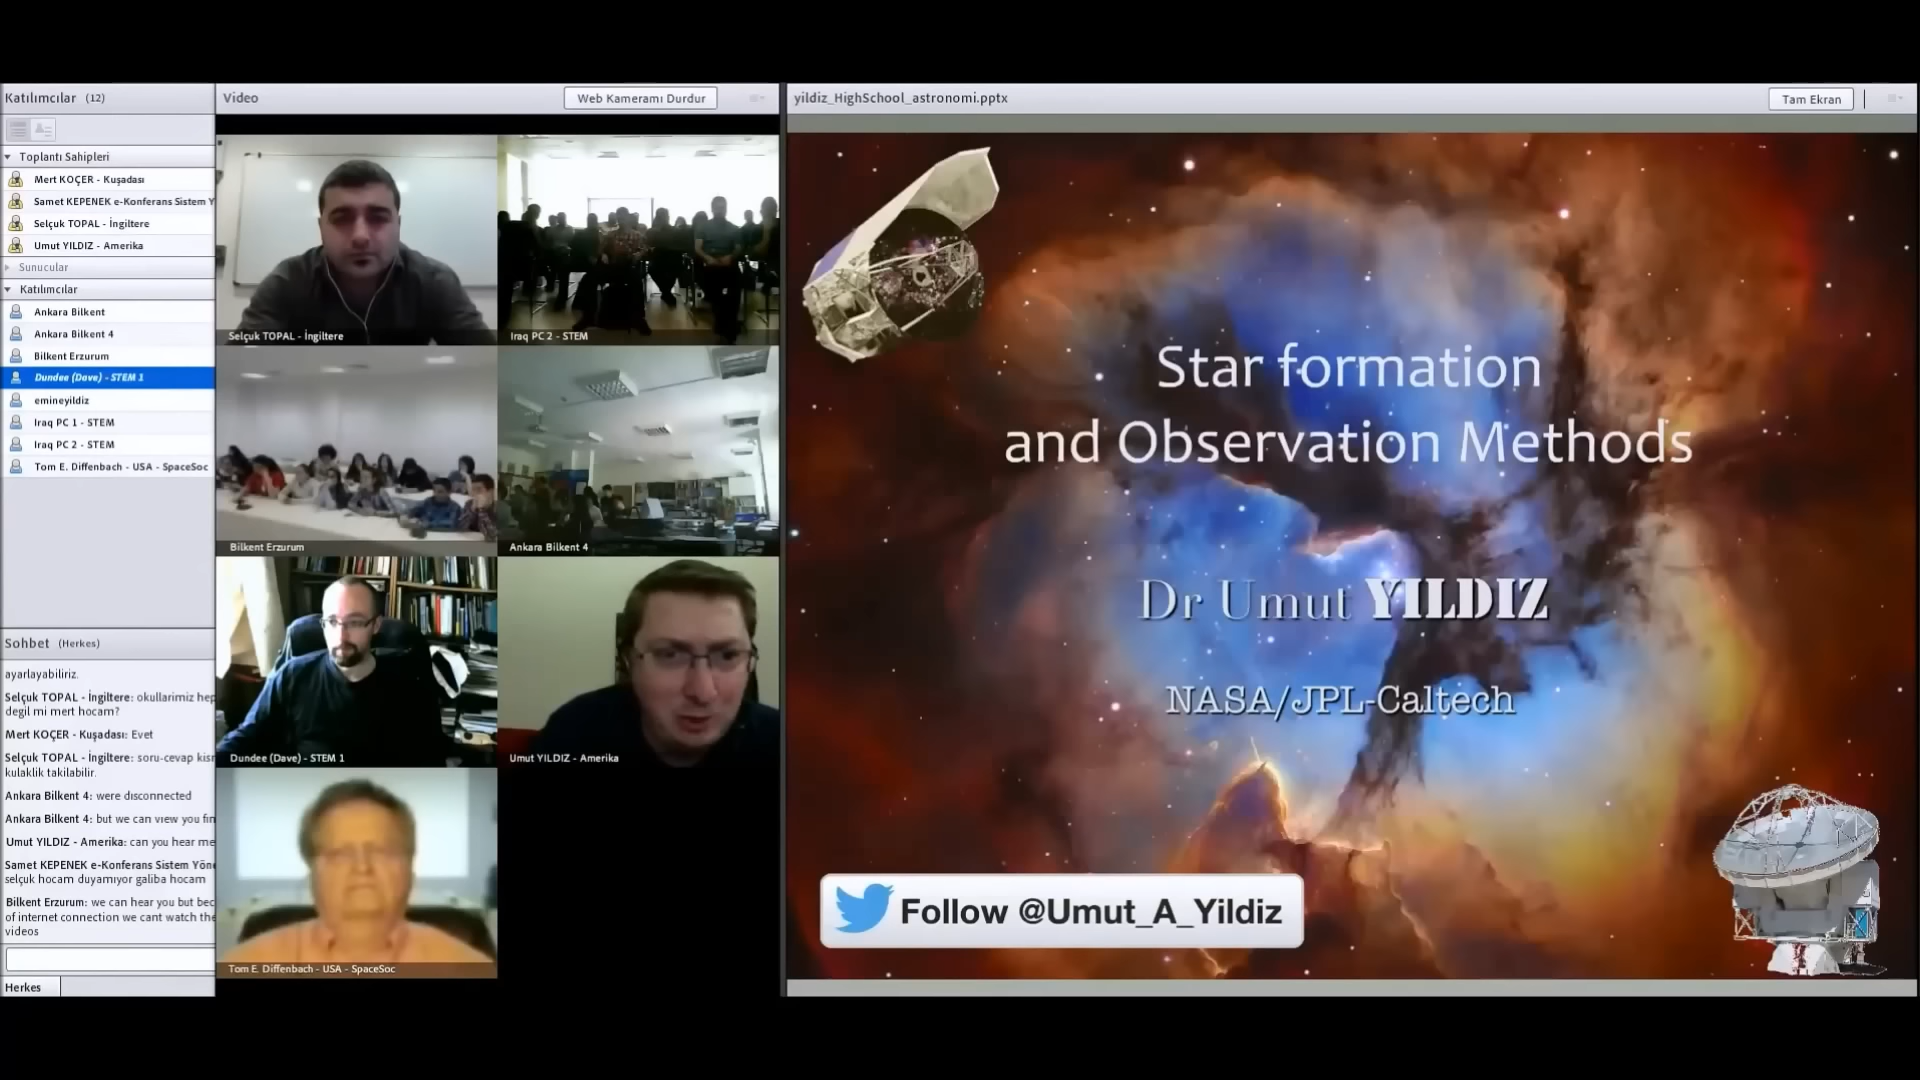 Katılımcılar (12)
Toplantı Sahipleri
Mert KOÇER - Kuşadası
Samet KEPENEK e-Konferans Sistem Y
Selçuk TOPAL - İngiltere
Umut YILDIZ - Amerika
Sunucular
Katılımcılar
Ankara Bilkent
Ankara Bilkent 4
Bilkent Erzurum
Dundee (Dave) - STEM 1
emineyildiz
Iraq PC 1 - STEM
Iraq PC 2 - STEM
Tom E. Diffenbach - USA - SpaceSoc
Sohbet (Herkes)
ayarlayabiliriz.
Selçuk TOPAL - İngiltere: okullarimiz hep
degil mi mert hocam?
Mert KOÇER - Kuşadası: Evet
Selçuk TOPAL - İngiltere: soru-cevap kısr
kulaklik takilabilir.
Ankara Bilkent 4: were dısconnected
Ankara Bilkent 4: but we can vıew you fın
Umut YILDIZ - Amerika: can you hear me
Samet KEPENEK e-Konferans Sistem Yöne
selçuk hocam duyamıyor galiba hocam
Bilkent Erzurum: we can hear you but bec
of internet connection we cant watch the
videos
Herkes
Video
Web Kameramı Durdur
Selçuk TOPAL - İngiltere
Iraq PC 2 - STEM
Bilkent Erzurum
Ankara Bilkent 4
Dundee (Dave) - STEM 1
Umut YILDIZ - Amerika
Tom E. Diffenbach - USA - SpaceSoc
yildiz_HighSchool_astronomi.pptx
Tam Ekran
Star formation
and Observation Methods
Dr Umut YILDIZ
NASA/JPL-Caltech
Follow @Umut_A_Yildiz